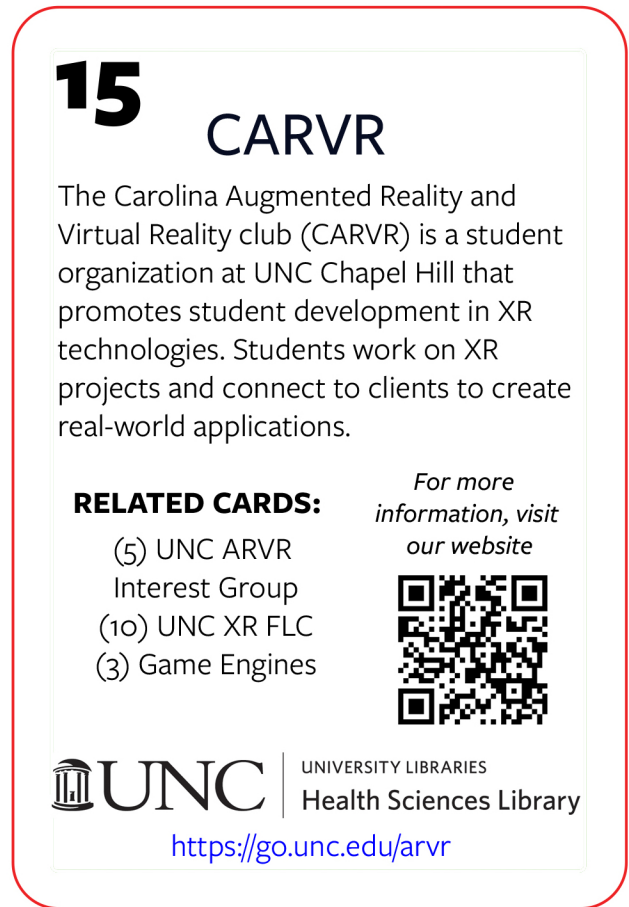 15
CARVR
The Carolina Augmented Reality and
Virtual Reality club (CARVR) is a student
organization at UNC Chapel Hill that
promotes student development in XR
technologies. Students work on XR
projects and connect to clients to create
real-world applications.
RELATED CARDS:
(5) UNC ARVR
Interest Group
(10) UNC XR FLC
(3) Game Engines
For more
information, visit
our website
UNC
UNIVERSITY LIBRARIES
Health Sciences Library
https://go.unc.edu/arvr